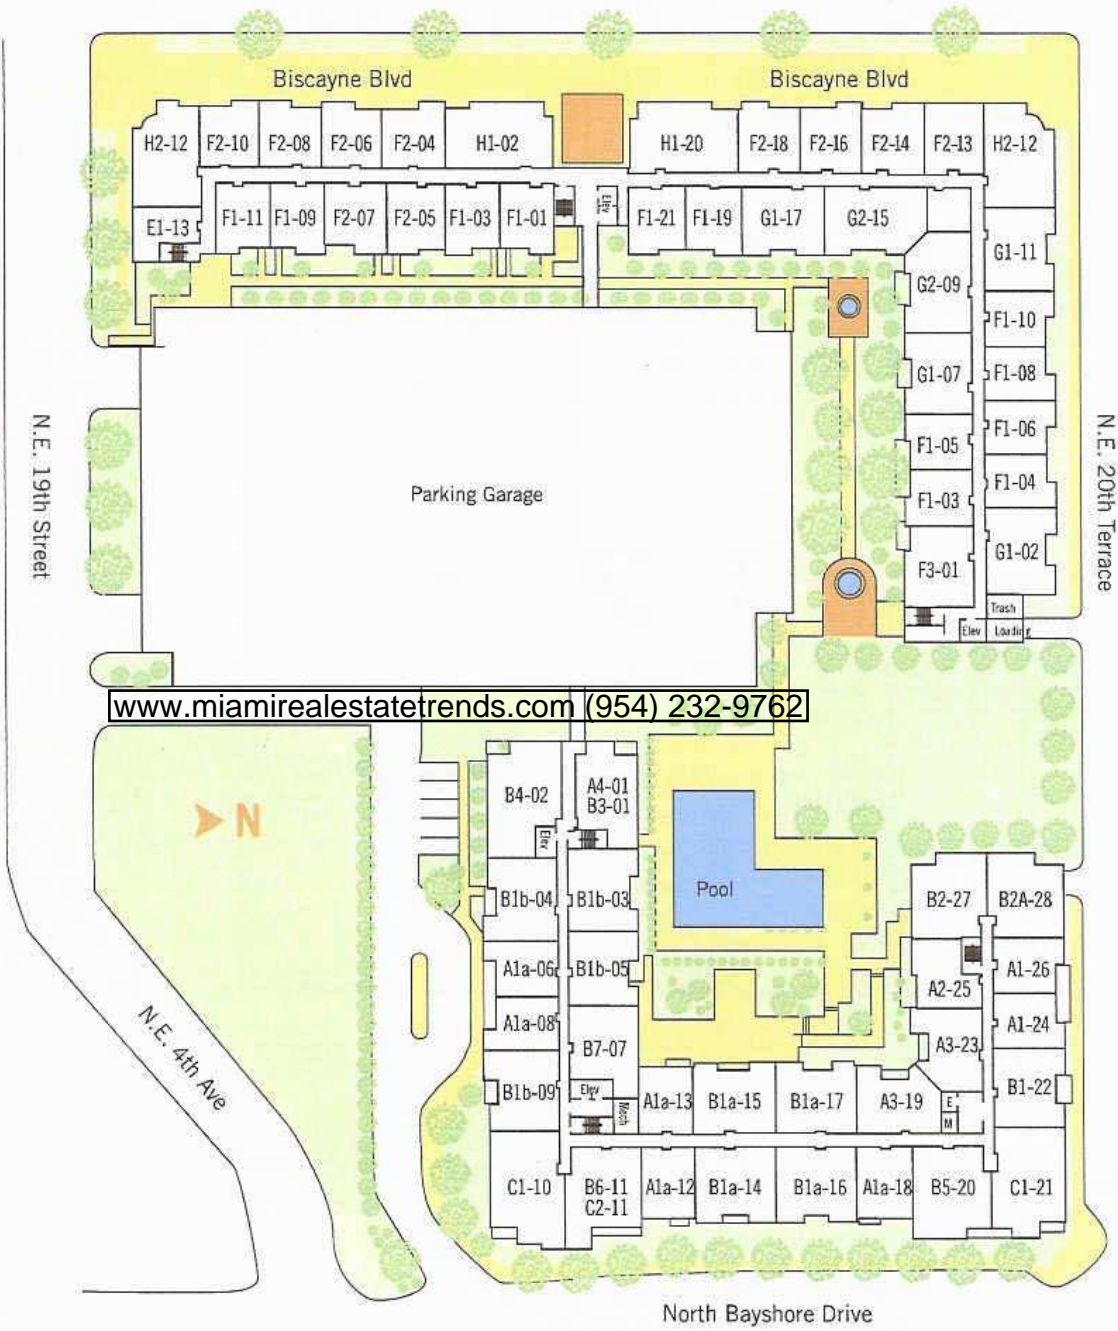 Biscayne Blvd
Biscayne Blvd
H2-12
F2-10
F2-08
F2-06
F2-04
H1-02
H1-20
F2-18
F2-16
F2-14
F2-13
H2-12
E1-13
F1-11
F1-09
F2-07
F2-05
F1-03
F1-01
Elev
F1-21
F1-19
G1-17
G2-15
G1-11
G2-09
F1-10
G1-07
F1-08
F1-05
F1-06
F1-03
F1-04
F3-01
G1-02
Trash
Elev
Loading
N.E. 19th Street
Parking Garage
N.E. 20th Terrace
www.miamirealestatetrends.com (954) 232-9762
N
N.E. 4th Ave
B4-02
A4-01
B3-01
Elev
B1b-04
B1b-03
Pool
B2-27
B2A-28
A1a-06
B1b-05
A2-25
A1-26
A1a-08
B7-07
A3-23
A1-24
B1b-09
Elev
Mech
A1a-13
B1a-15
B1a-17
A3-19
E
M
B1-22
C1-10
B6-11
C2-11
A1a-12
B1a-14
B1a-16
A1a-18
B5-20
C1-21
North Bayshore Drive